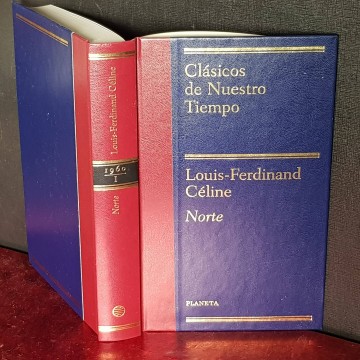 Louis-Ferdinand Céline
1960
I
Norte
Clásicos
de Nuestro
Tiempo
Louis-Ferdinand
Céline
Norte
PLANETA